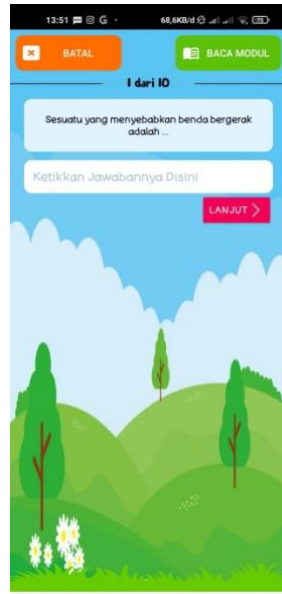 13:51 G · 68,6KB/d
BATAL
BACA MODUL
1 dari 10
Sesuatu yang menyebabkan benda bergerak
adalah ...
Ketikkan Jawabannya Disini
LANJUT